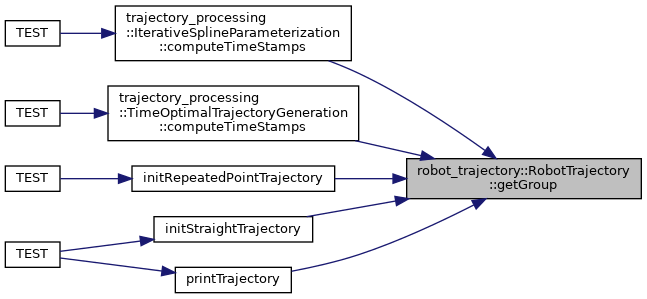 TEST
trajectory_processing
::IterativeSplineParameterization
::computeTimeStamps
TEST
trajectory_processing
::TimeOptimalTrajectoryGeneration
::computeTimeStamps
TEST
initRepeatedPointTrajectory
robot_trajectory::RobotTrajectory
::getGroup
TEST
initStraightTrajectory
printTrajectory